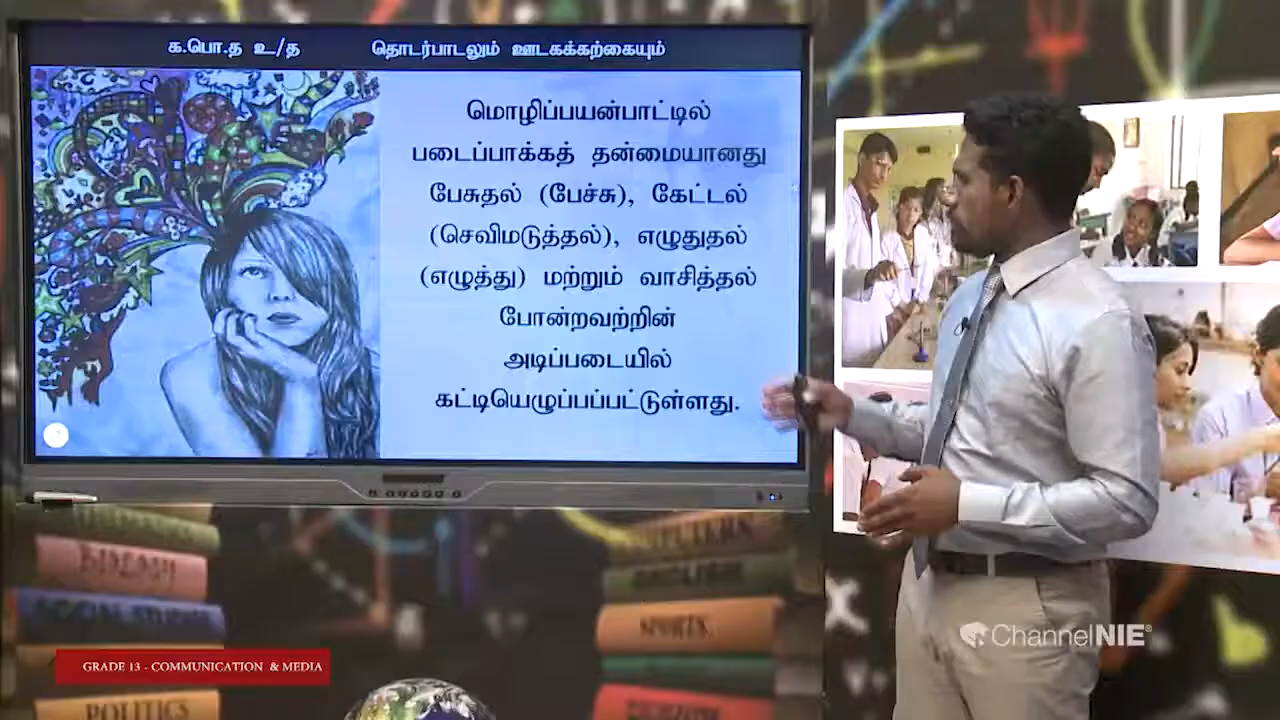 க.பொ.த உ/த தொடர்பாடலும் ஊடகக்கற்கையும்
மொழிப்பயன்பாட்டில்
படைப்பாக்கத் தன்மையானது
பேசுதல் (பேச்சு), கேட்டல்
(செவிமடுத்தல்), எழுதுதல்
(எழுத்து) மற்றும் வாசித்தல்
போன்றவற்றின்
அடிப்படையில்
கட்டியெழுப்பப்பட்டுள்ளது.
ChannelNIE®
GRADE 13 - COMMUNICATION & MEDIA
SPORTS
POLITICS